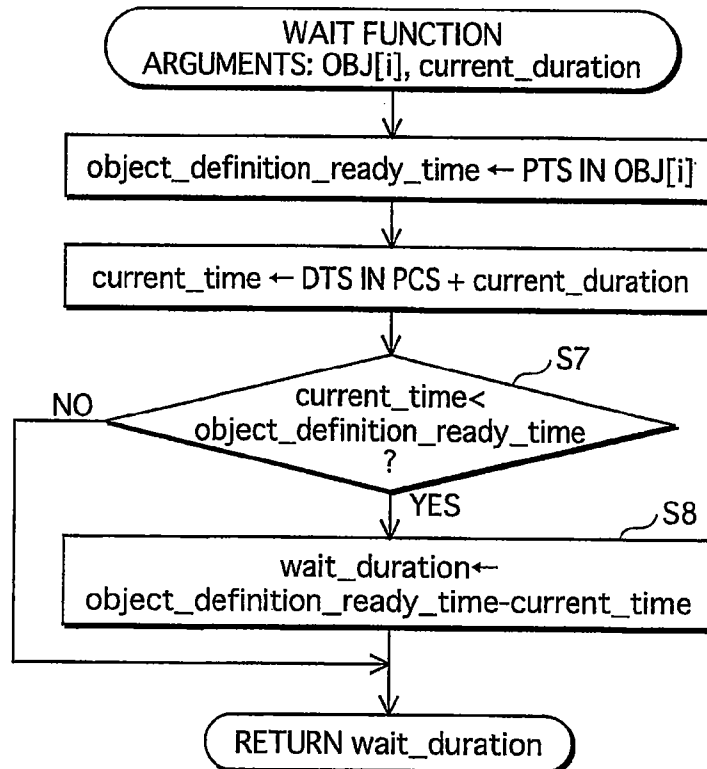 WAIT FUNCTION
ARGUMENTS: OBJ[i], current_duration
object_definition_ready_time ← PTS IN OBJ[i]
current_time ← DTS IN PCS + current_duration
S7
NO
current_time<
object_definition_ready_time
?
YES
S8
wait_duration←
object_definition_ready_time-current_time
RETURN wait_duration